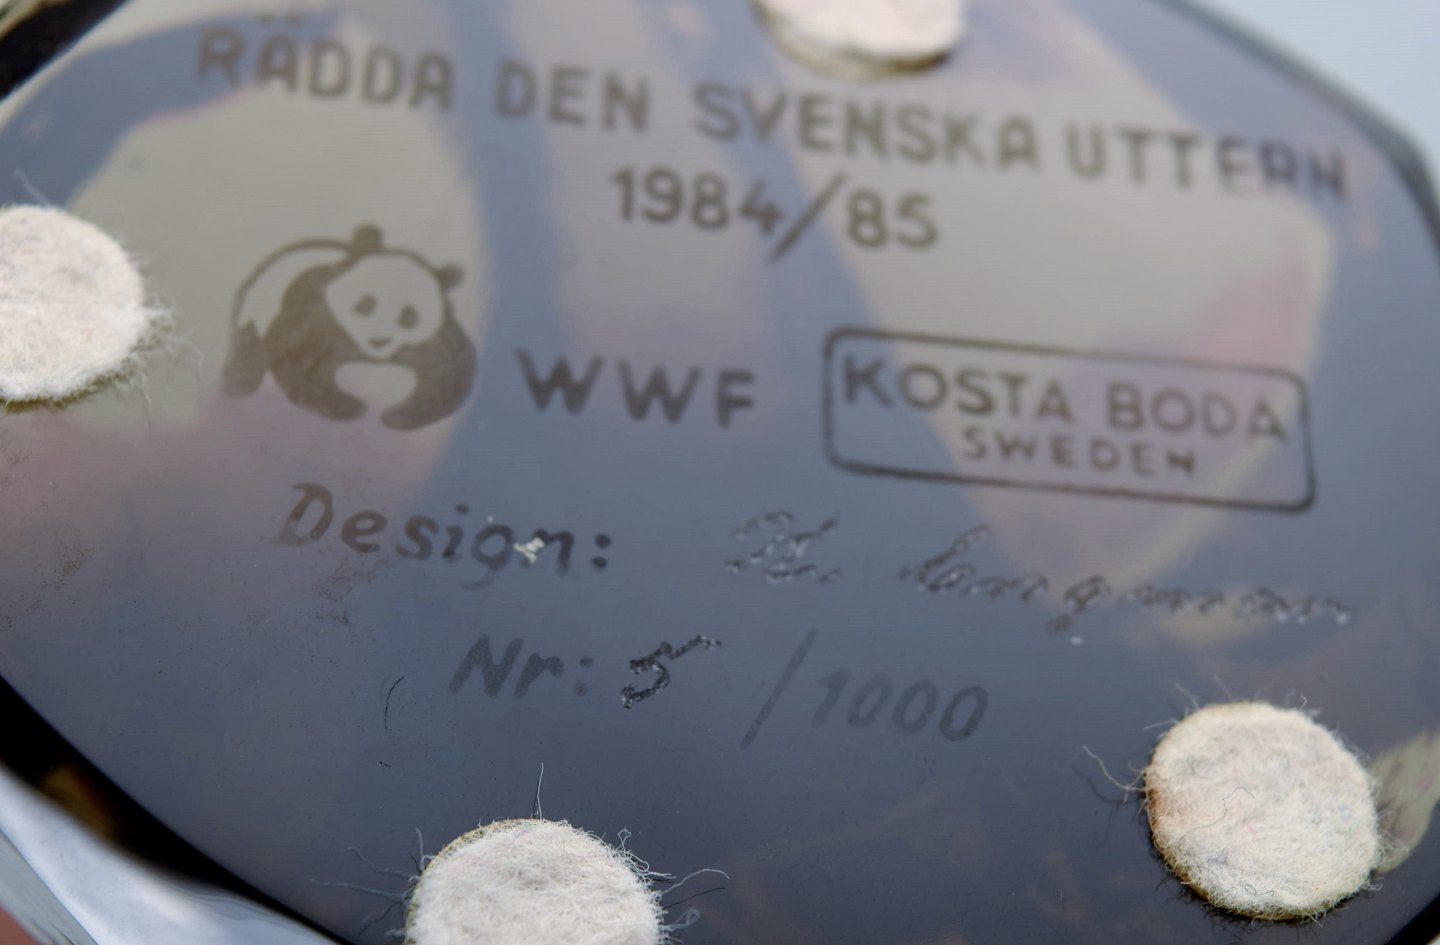 RÄDDA DEN SVENSKA UTTERN
1984/85
WWF
KOSTA BODA
SWEDEN
Design:
Nr: 5 /1000